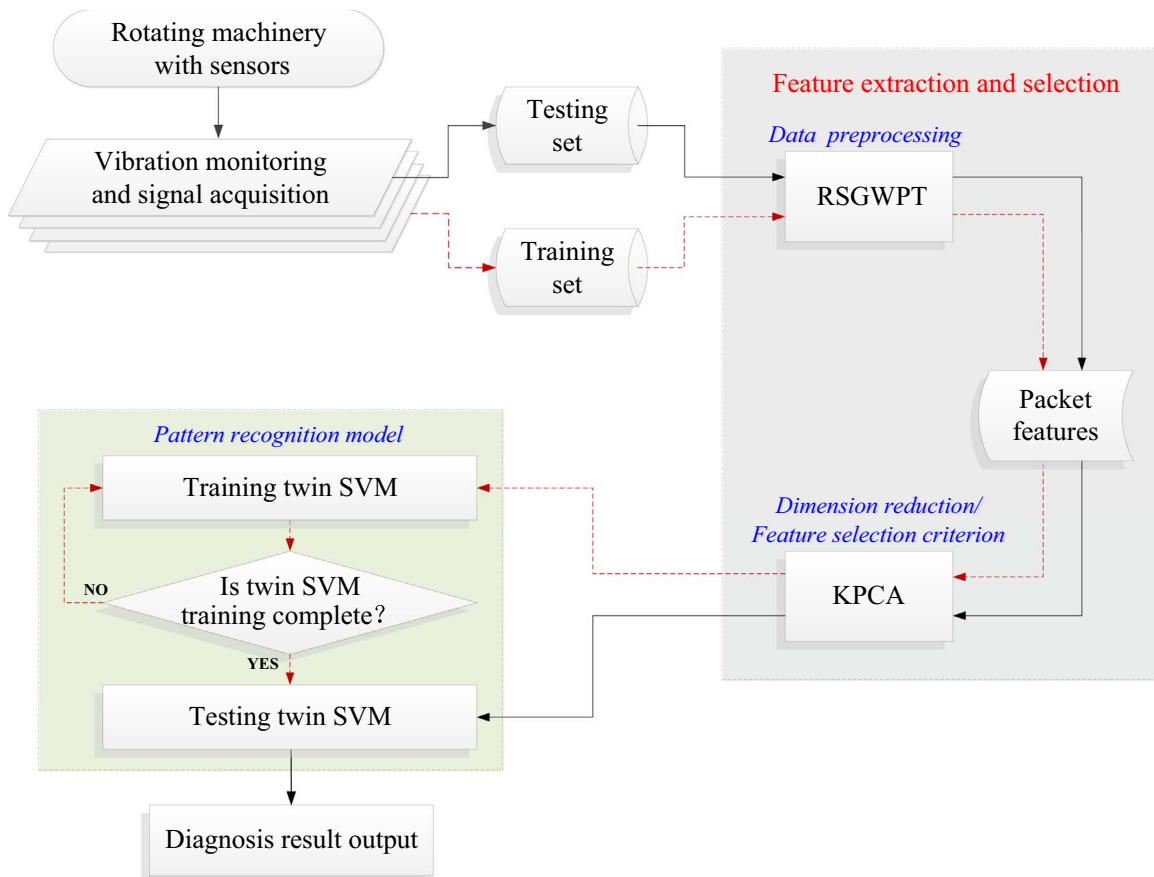 Rotating machinery
with sensors
Vibration monitoring
and signal acquisition
Testing
set
Training
set
Feature extraction and selection
Data preprocessing
RSGWPT
Packet
features
Dimension reduction/
Feature selection criterion
KPCA
Pattern recognition model
Training twin SVM
Is twin SVM
training complete?
NO
YES
Testing twin SVM
Diagnosis result output